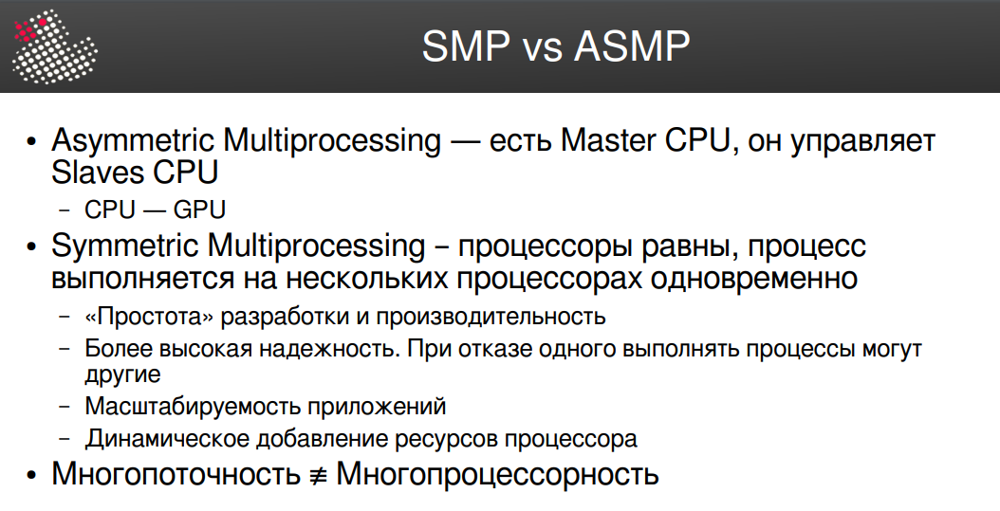 SMP vs ASMP
• Asymmetric Multiprocessing — есть Master CPU, он управляет
Slaves CPU
– CPU — GPU
• Symmetric Multiprocessing – процессоры равны, процесс
выполняется на нескольких процессорах одновременно
– «Простота» разработки и производительность
– Более высокая надежность. При отказе одного выполнять процессы могут
другие
– Масштабируемость приложений
– Динамическое добавление ресурсов процессора
• Многопоточность ≢ Многопроцессорность